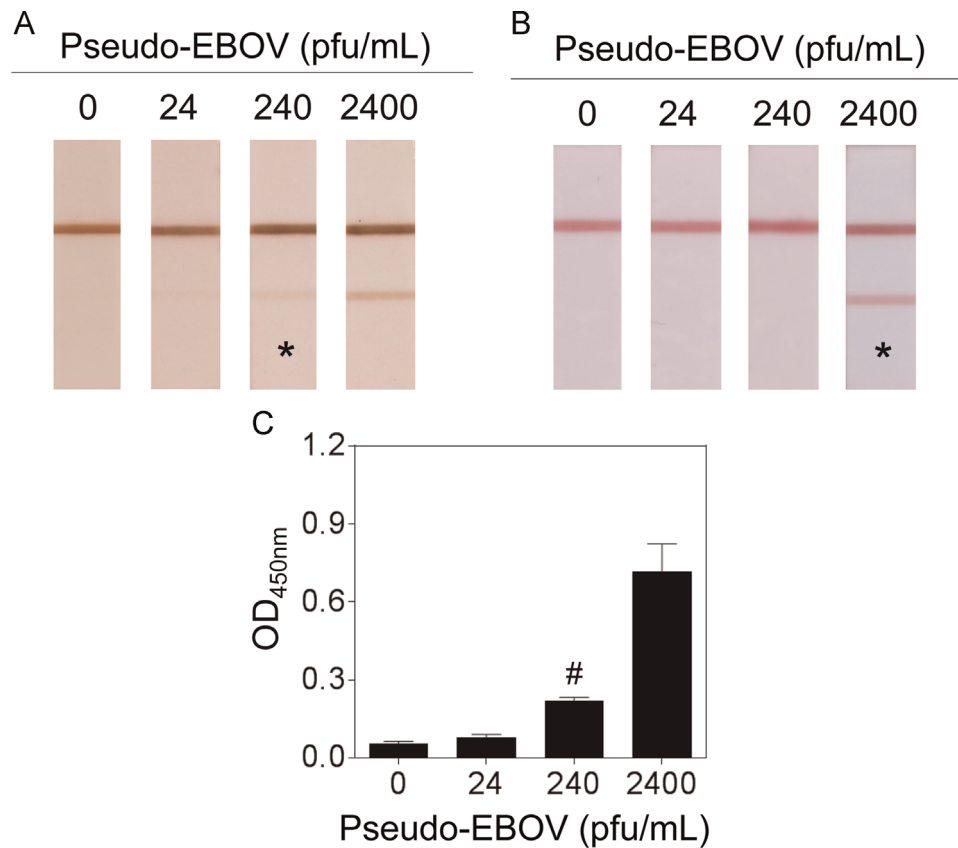 A
Pseudo-EBOV (pfu/mL)
0 24 240 2400
*
B
Pseudo-EBOV (pfu/mL)
0 24 240 2400
*
C
1.2
0.9
0.6
0.3
0.0
OD450nm
#
0 24 240 2400
Pseudo-EBOV (pfu/mL)